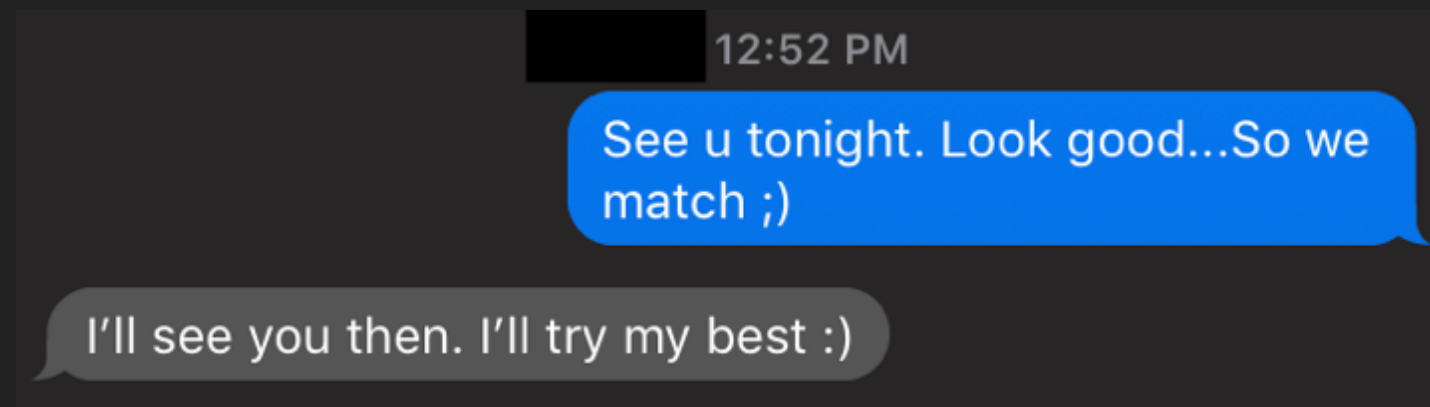 12:52 PM
See u tonight. Look good...So we
match ;)
I’ll see you then. I’ll try my best :)